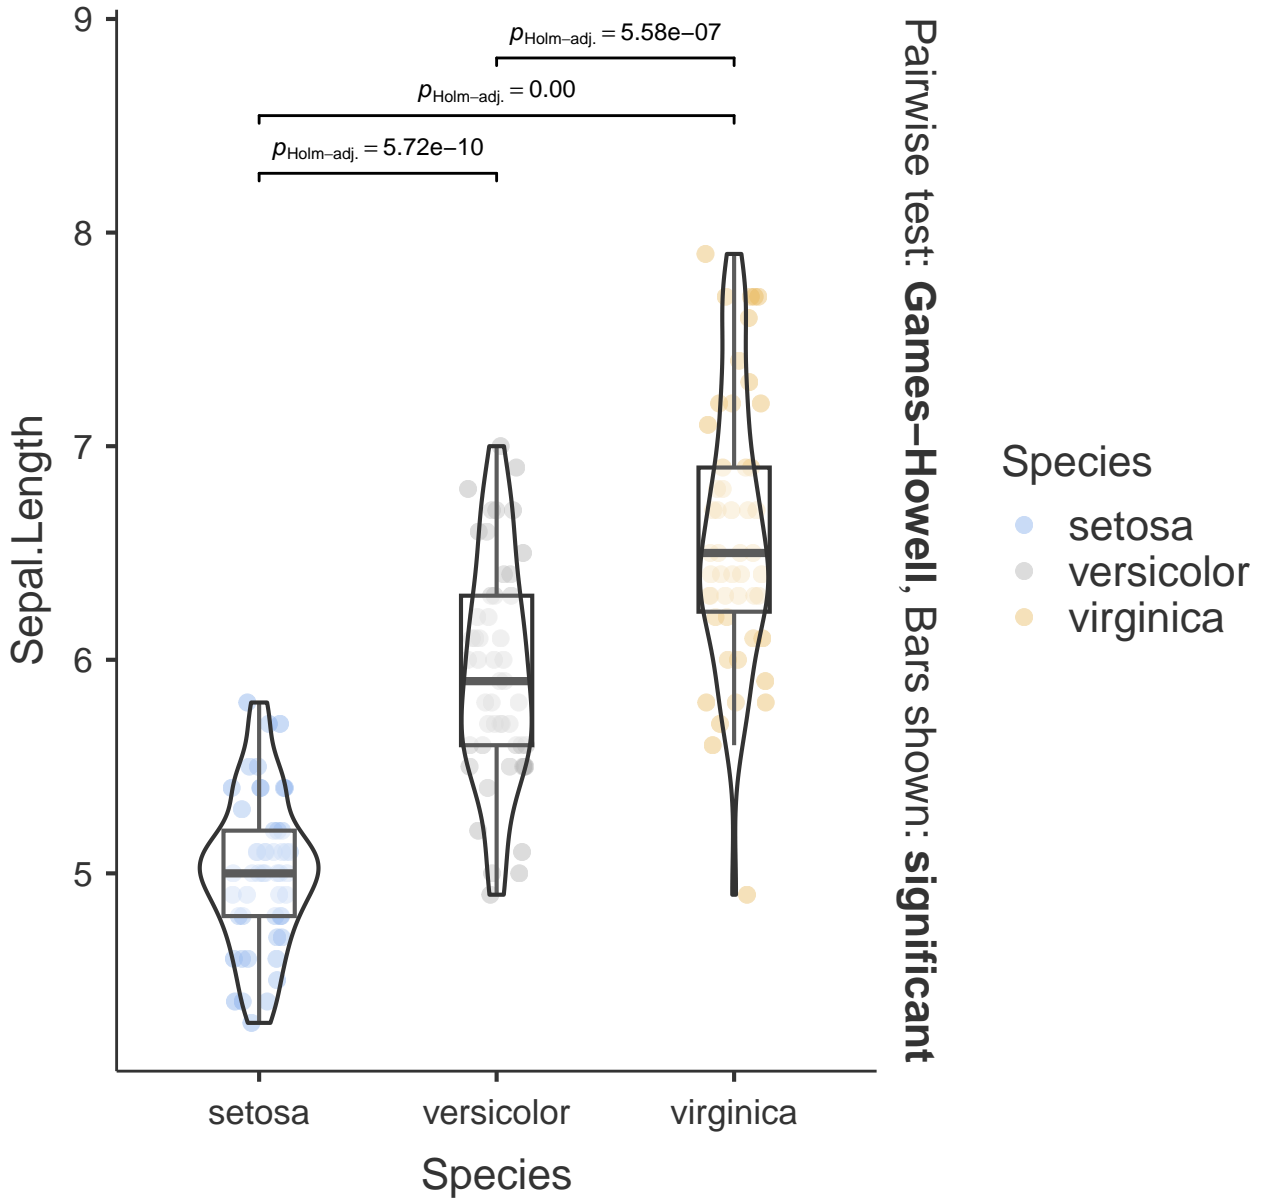 9
8
7
6
5
Sepal.Length
pHolm−adj. = 5.58e−07
pHolm−adj. = 0.00
pHolm−adj. = 5.72e−10
setosa
versicolor
virginica
Species
Pairwise test: Games−Howell, Bars shown: significant
Species
setosa
versicolor
virginica